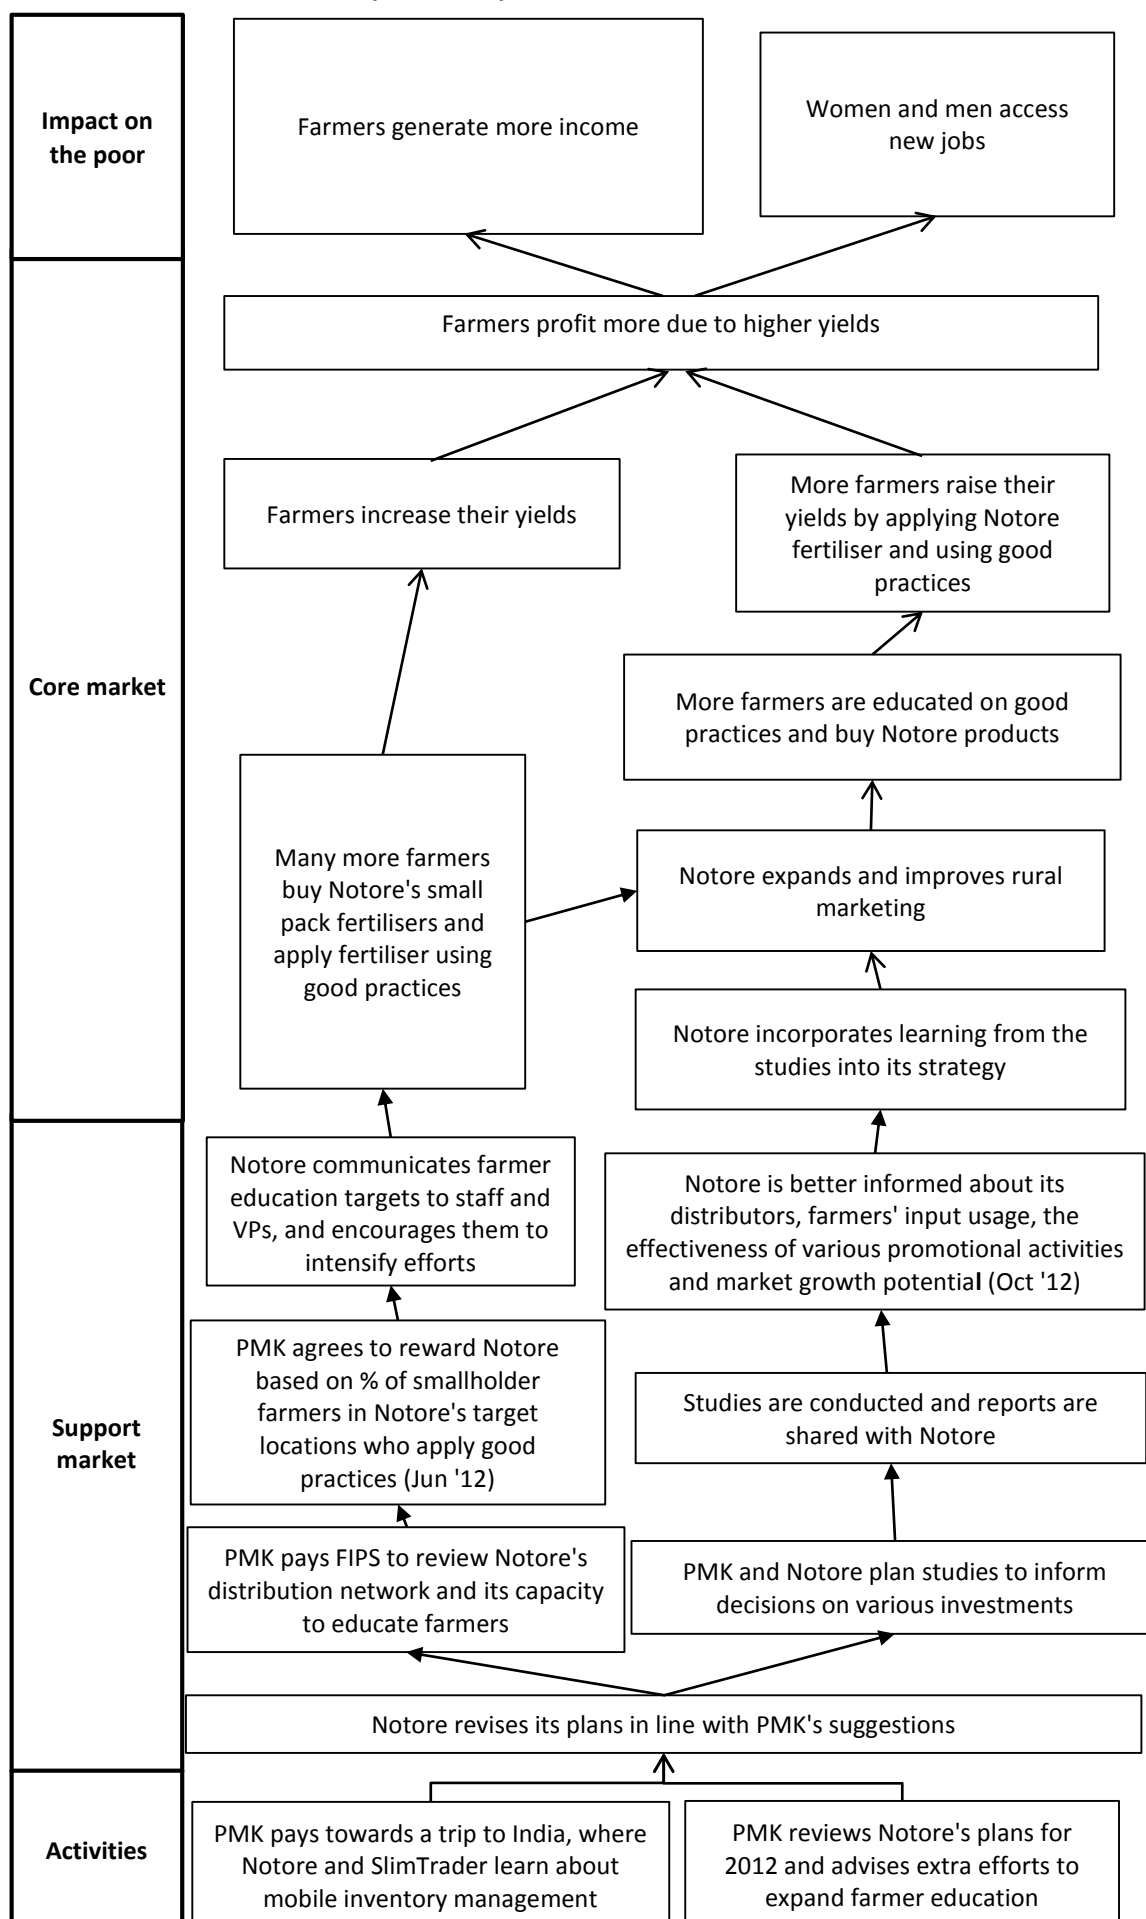 Impact on
the poor
Farmers generate more income
Women and men access
new jobs
Core market
Farmers profit more due to higher yields
Farmers increase their yields
More farmers raise their
yields by applying Notore
fertiliser and using good
practices
More farmers are educated on good
practices and buy Notore products
Many more farmers
buy Notore's small
pack fertilisers and
apply fertiliser using
good practices
Notore expands and improves rural
marketing
Notore incorporates learning from the
studies into its strategy
Support
market
Notore communicates farmer
education targets to staff and
VPs, and encourages them to
intensify efforts
Notore is better informed about its
distributors, farmers' input usage, the
effectiveness of various promotional activities
and market growth potential (Oct '12)
PMK agrees to reward Notore
based on % of smallholder
farmers in Notore's target
locations who apply good
practices (Jun '12)
Studies are conducted and reports are
shared with Notore
PMK pays FIPS to review Notore's
distribution network and its capacity
to educate farmers
PMK and Notore plan studies to inform
decisions on various investments
Notore revises its plans in line with PMK's suggestions
Activities
PMK pays towards a trip to India, where
Notore and SlimTrader learn about
mobile inventory management
PMK reviews Notore's plans for
2012 and advises extra efforts to
expand farmer education